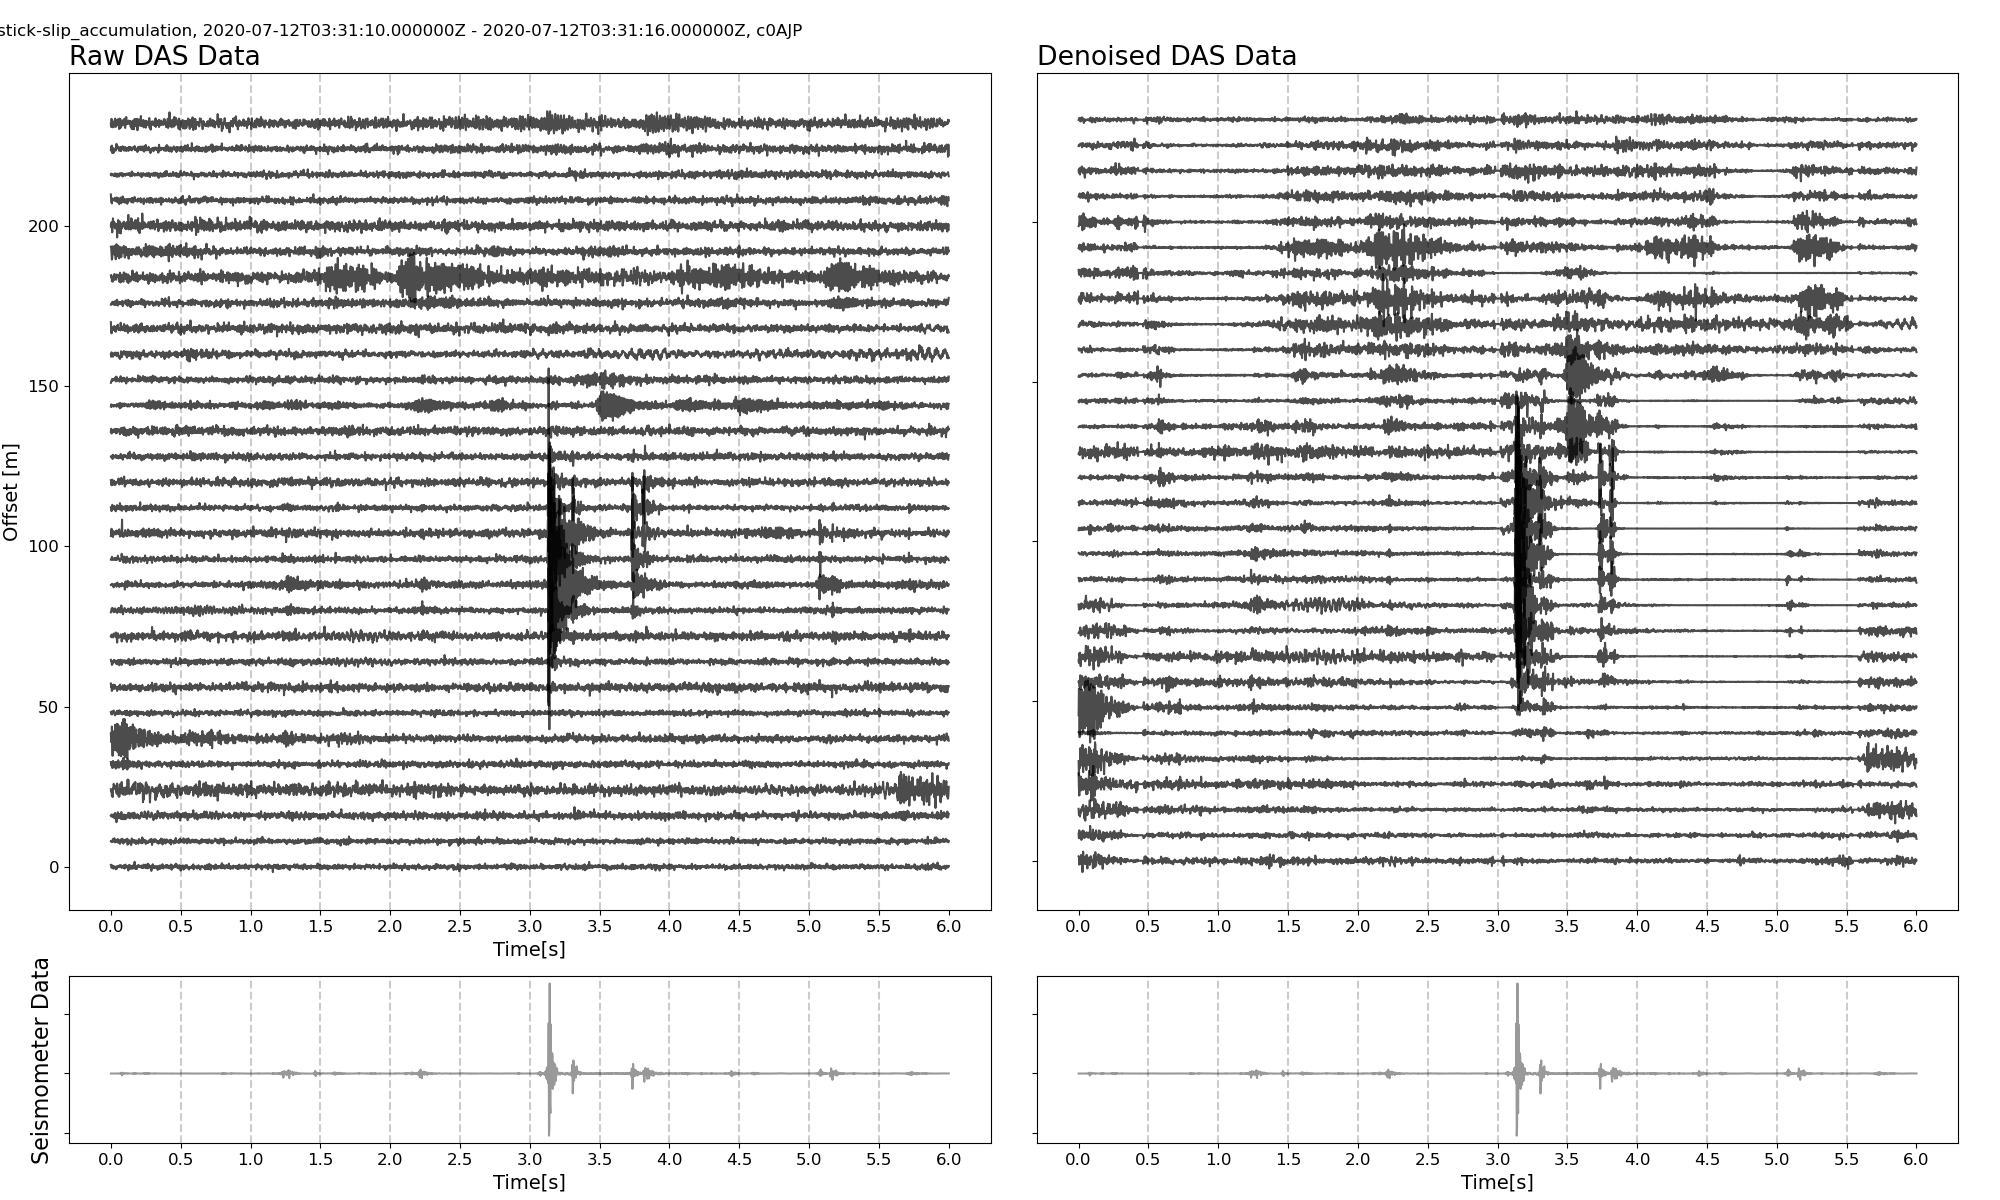 stick-slip_accumulation, 2020-07-12T03:31:10.000000Z - 2020-07-12T03:31:16.000000Z, c0AJP
Raw DAS Data
Denoised DAS Data
Offset [m]
200
150
100
50
0
0.0 0.5 1.0 1.5 2.0 2.5 3.0 3.5 4.0 4.5 5.0 5.5 6.0
Time[s]
0.0 0.5 1.0 1.5 2.0 2.5 3.0 3.5 4.0 4.5 5.0 5.5 6.0
Seismometer Data
0.0 0.5 1.0 1.5 2.0 2.5 3.0 3.5 4.0 4.5 5.0 5.5 6.0
Time[s]
0.0 0.5 1.0 1.5 2.0 2.5 3.0 3.5 4.0 4.5 5.0 5.5 6.0
Time[s]